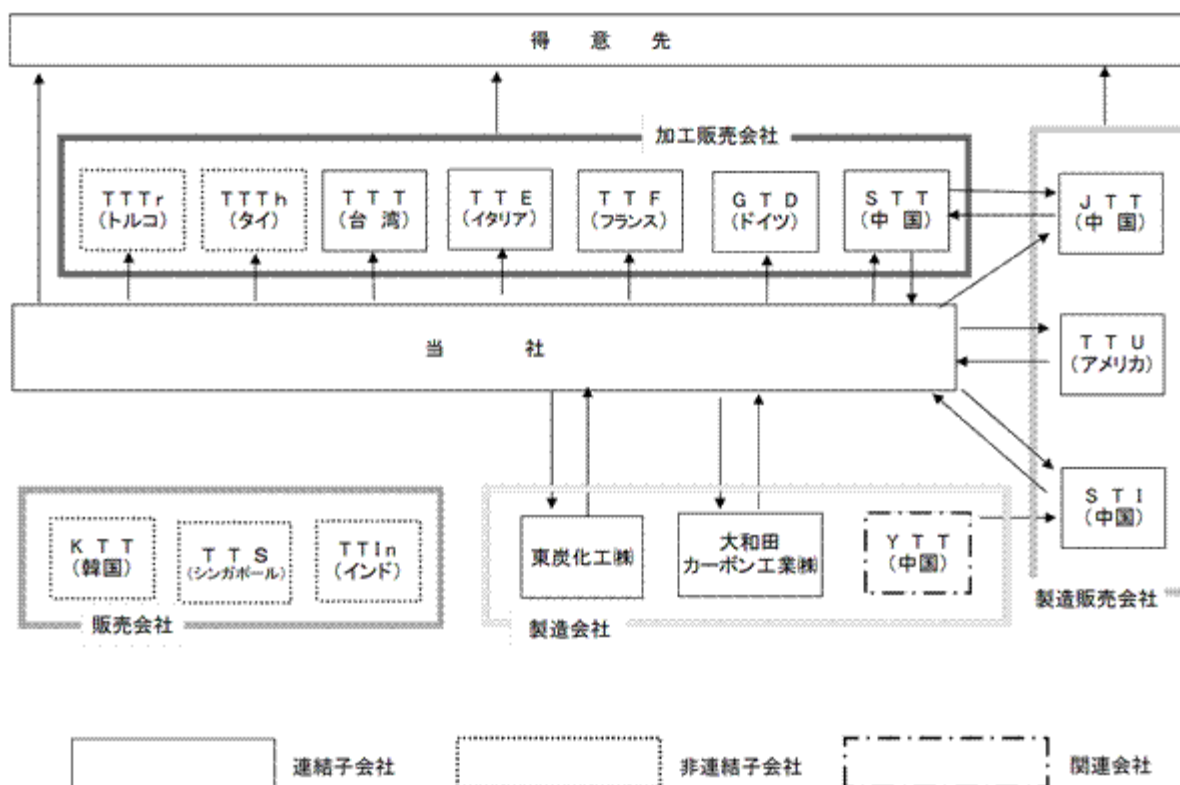 得意先
加工販売会社
TTTr
(トルコ)
TTTh
(タイ)
TTT
(台湾)
TTE
(イタリア)
TTF
(フランス)
GTD
(ドイツ)
STT
(中国)
JTT
(中国)
当社
TTU
(アメリカ)
STI
(中国)
製造販売会社
KTT
(韓国)
TTS
(シンガポール)
TTIn
(インド)
販売会社
東炭化工㈱
大和田
カーボン工業㈱
YTT
(中国)
製造会社
連結子会社
非連結子会社
関連会社